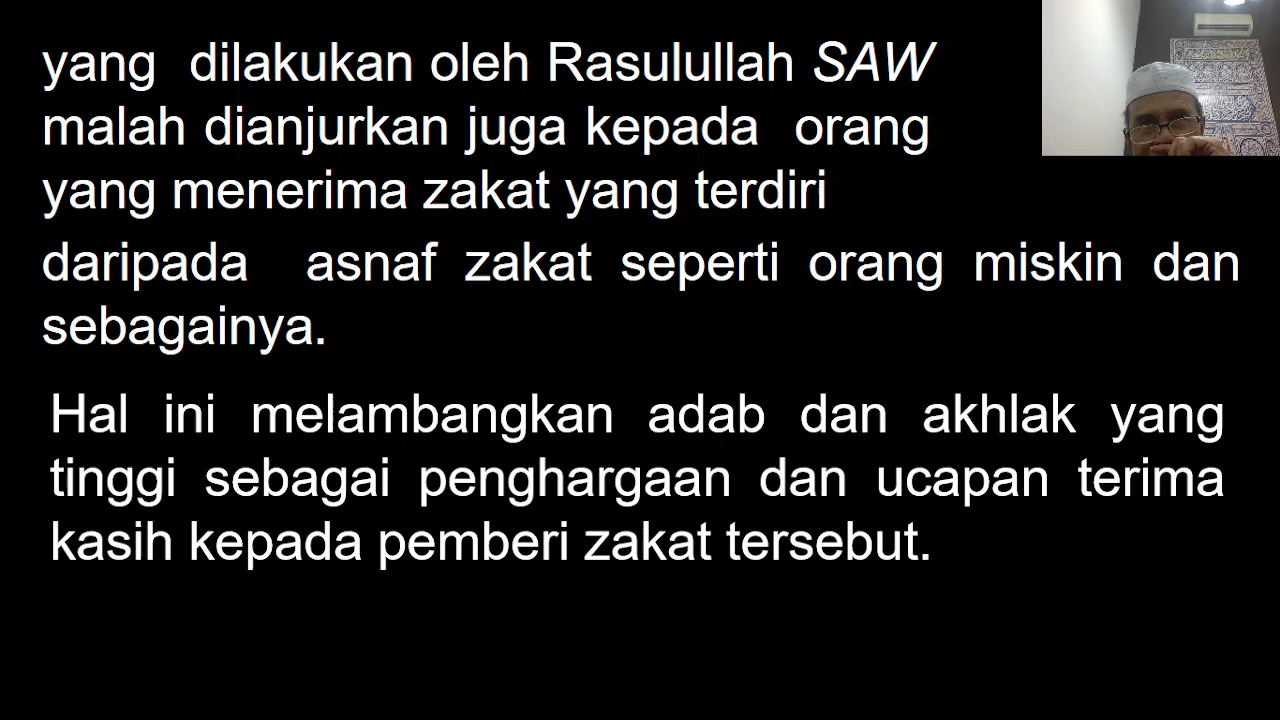 yang dilakukan oleh Rasulullah SAW
malah dianjurkan juga kepada orang
yang menerima zakat yang terdiri
daripada asnaf zakat seperti orang miskin dan
sebagainya.
Hal ini melambangkan adab dan akhlak yang
tinggi sebagai penghargaan dan ucapan terima
kasih kepada pemberi zakat tersebut.